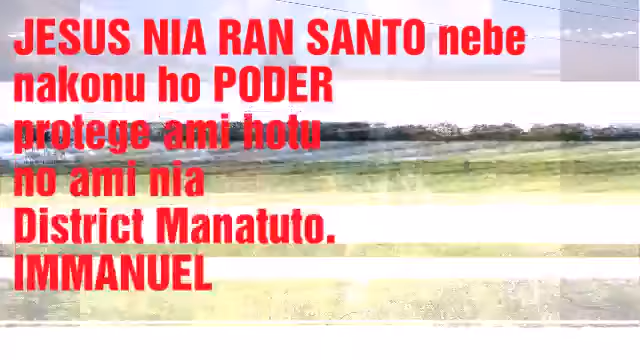 JESUS NIA RAN SANTO nebe
nakonu ho PODER
protege ami hotu
no ami nia
District Manatuto.
IMMANUEL